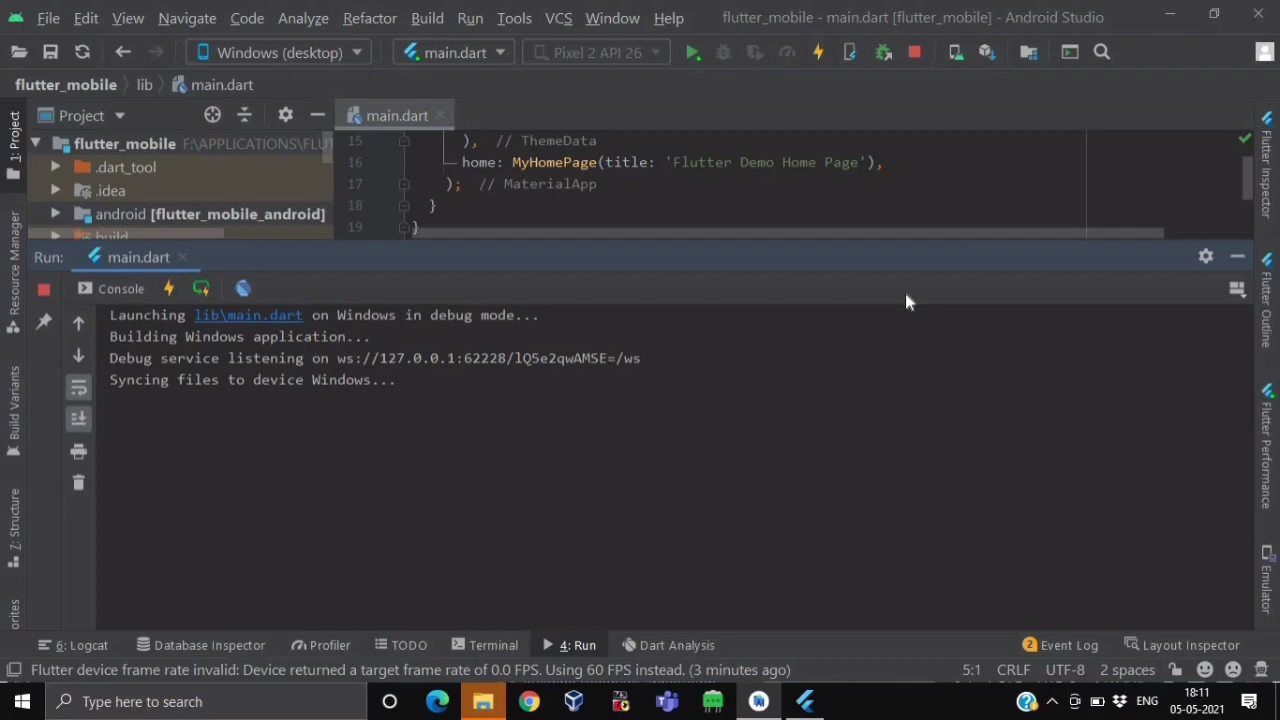 File Edit View Navigate Code Analyze Refactor Build Run Tools VCS Window Help flutter_mobile - main.dart [flutter_mobile] - Android Studio
Windows (desktop) main.dart Pixel 2 API 26
flutter_mobile lib main.dart
1: Project
Resource Manager
Build Variants
Z: Structure
Project
flutter_mobile F:\APPLICATIONS\FLUT
.dart_tool
.idea
android [flutter_mobile_android]
build
main.dart
15 ), // ThemeData
16 home: MyHomePage(title: 'Flutter Demo Home Page'),
17 ); // MaterialApp
18 }
19 }
Run: main.dart
Console
Launching lib\main.dart on Windows in debug mode...
Building Windows application...
Debug service listening on ws://127.0.0.1:62228/lQ5e2qwAMSE=/ws
Syncing files to device Windows...
Flutter Inspector
Flutter Outline
Flutter Performance
Emulator
6: Logcat Database Inspector Profiler TODO Terminal 4: Run Dart Analysis 2 Event Log Layout Inspector
Flutter device frame rate invalid: Device returned a target frame rate of 0.0 FPS. Using 60 FPS instead. (3 minutes ago) 5:1 CRLF UTF-8 2 spaces
Type here to search ENG 18:11
05-05-2021